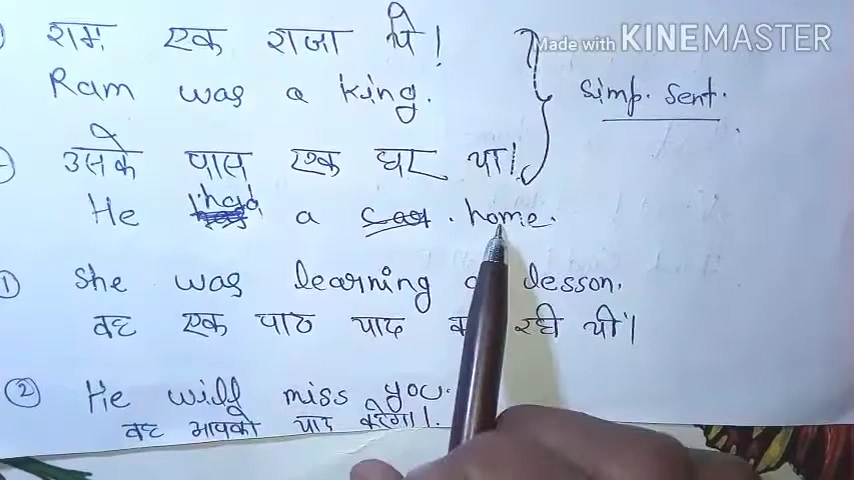 Made with KINEMASTER
राम एक राजा थे!
Ram was a king.
simp. sent.
उसके पास एक घर था।
He had a home.
① She was learning a lesson.
वह एक पाठ याद रही थी।
② He will miss you.
वह आपको याद करेगा।